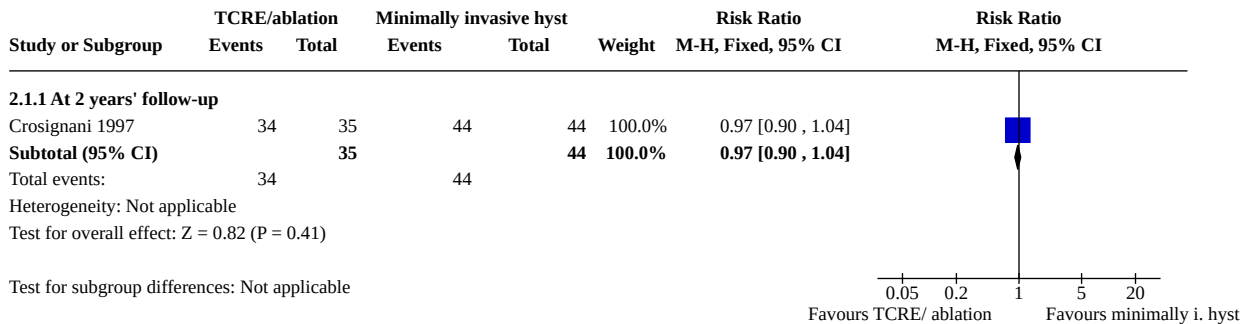 TCRE/ablation Minimally invasive hyst Risk Ratio Risk Ratio
Study or Subgroup Events Total Events Total Weight M-H, Fixed, 95% CI M-H, Fixed, 95% CI
2.1.1 At 2 years' follow-up
Crosignani 1997 34 35 44 44 100.0% 0.97 [0.90 , 1.04]
Subtotal (95% CI) 35 44 100.0% 0.97 [0.90 , 1.04]
Total events: 34 44
Heterogeneity: Not applicable
Test for overall effect: Z = 0.82 (P = 0.41)
Test for subgroup differences: Not applicable
0.05 0.2 1 5 20
Favours TCRE/ ablation Favours minimally i. hyst